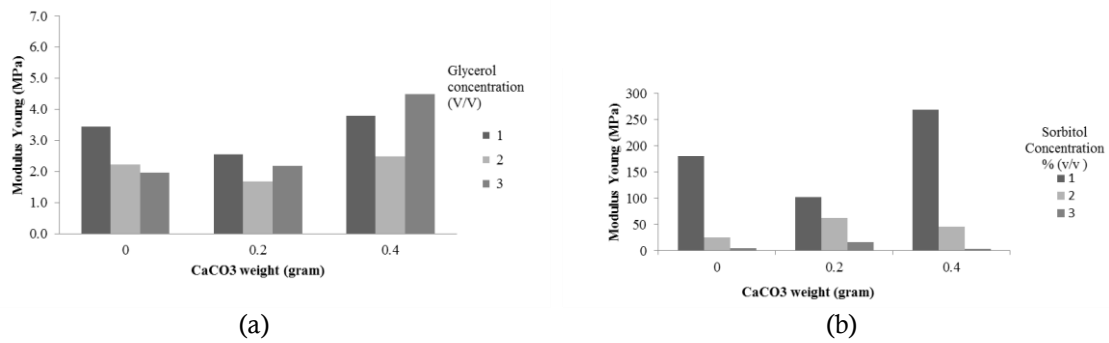 7.0
6.0
5.0
4.0
3.0
2.0
1.0
0.0
Modulus Young (MPa)
0
0.2
0.4
CaCO3 weight (gram)
Glycerol
concentration
(V/V)
1
2
3
(a)
300
250
200
150
100
50
0
Modulus Young (MPa)
0
0.2
0.4
CaCO3 weight (gram)
Sorbitol
Concentration
% (v/v )
1
2
3
(b)